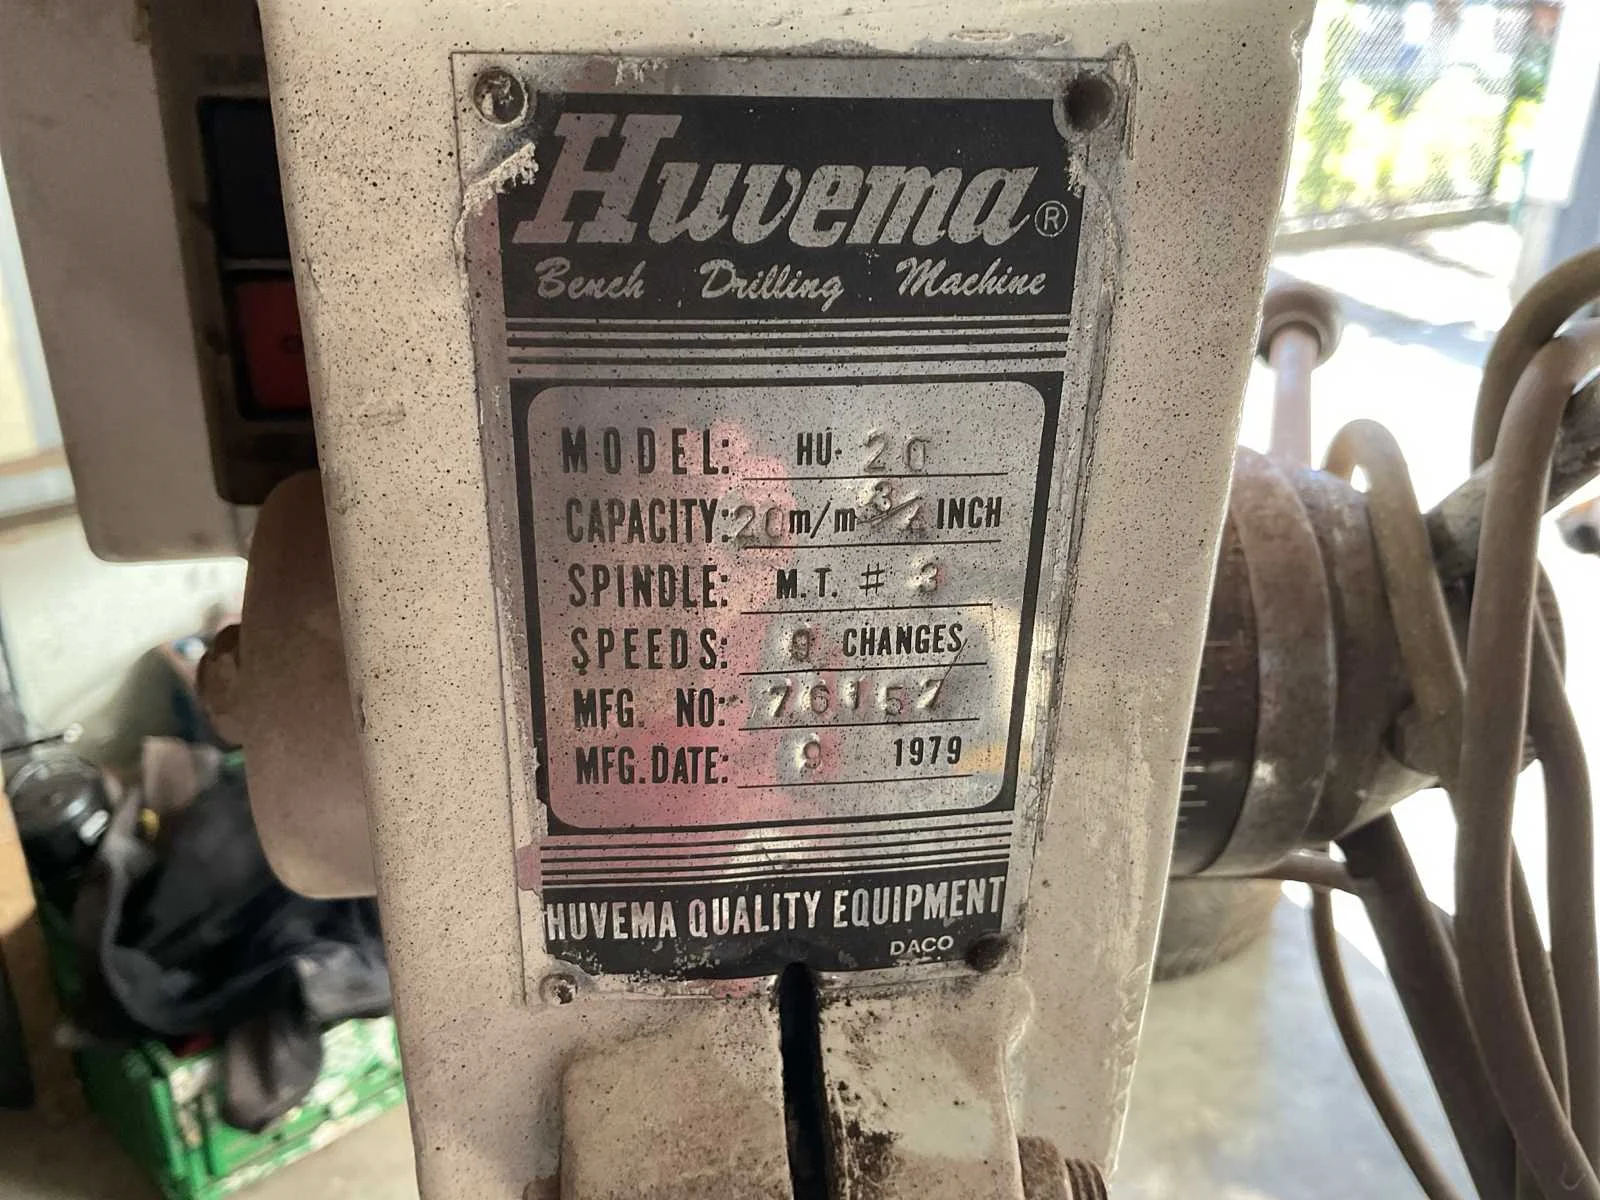 Huvema®
Bench Drilling Machine
MODEL: HU- 20
CAPACITY: 20 m/m 3/4 INCH
SPINDLE: M.T. # 3
SPEEDS: CHANGES
MFG. NO: 76157
MFG. DATE: 9 1979
HUVEMA QUALITY EQUIPMENT
DACO